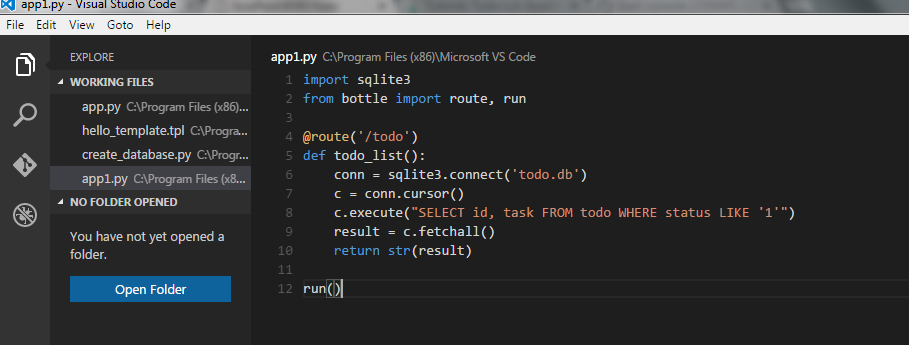 app1.py - Visual Studio Code
File Edit View Goto Help
EXPLORE
WORKING FILES
app.py C:\Program Files (x86)...
hello_template.tpl C:\Progra...
create_database.py C:\Progr...
app1.py C:\Program Files (x8...
NO FOLDER OPENED
You have not yet opened a
folder.
Open Folder
app1.py C:\Program Files (x86)\Microsoft VS Code
1 import sqlite3
2 from bottle import route, run
3
4 @route('/todo')
5 def todo_list():
6 conn = sqlite3.connect('todo.db')
7 c = conn.cursor()
8 c.execute("SELECT id, task FROM todo WHERE status LIKE '1'")
9 result = c.fetchall()
10 return str(result)
11
12 run()